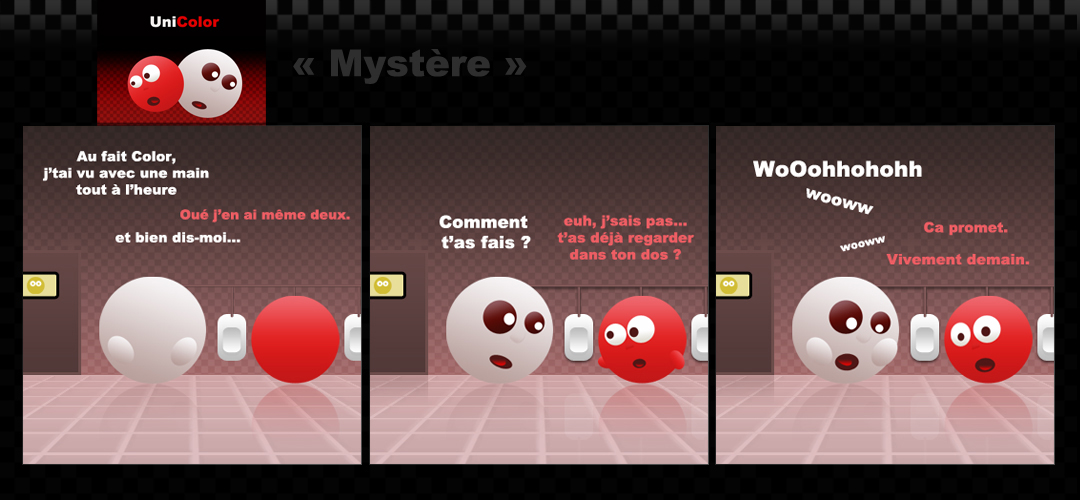 UniColor
« Mystère »
Au fait Color,
j'tai vu avec une main
tout à l'heure
Oué j'en ai même deux.
et bien dis-moi...
Comment
t'as fais ?
euh, j'sais pas...
t'as déjà regarder
dans ton dos ?
WoOohhohohh
wooww
wooww
Ca promet.
Vivement demain.